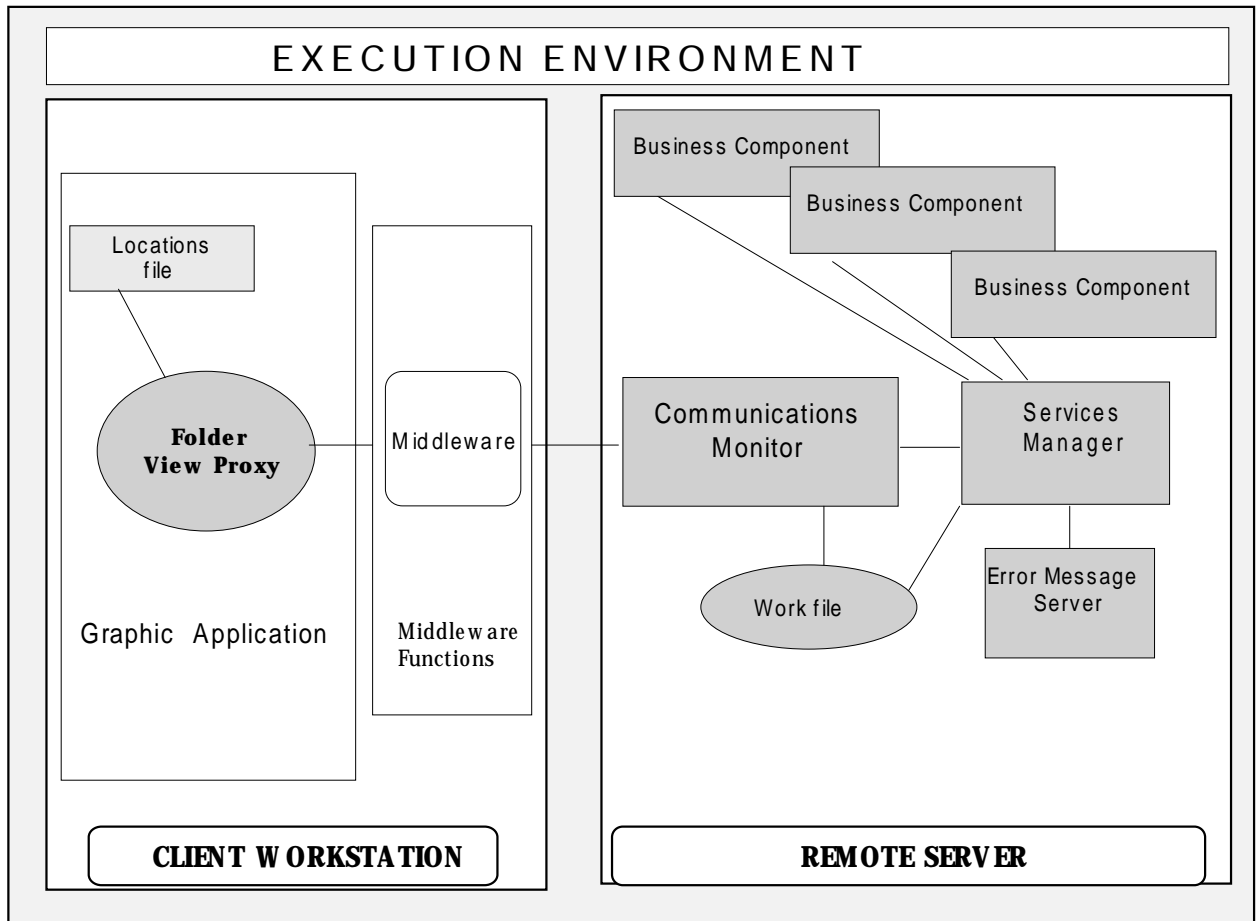 EXECUTION ENVIRONMENT
Locations
file
Folder
View Proxy
Graphic Application
Middleware
Middleware
Functions
CLIENT WORKSTATION
Business Component
Business Component
Business Component
Communications
Monitor
Services
Manager
Work file
Error Message
Server
REMOTE SERVER